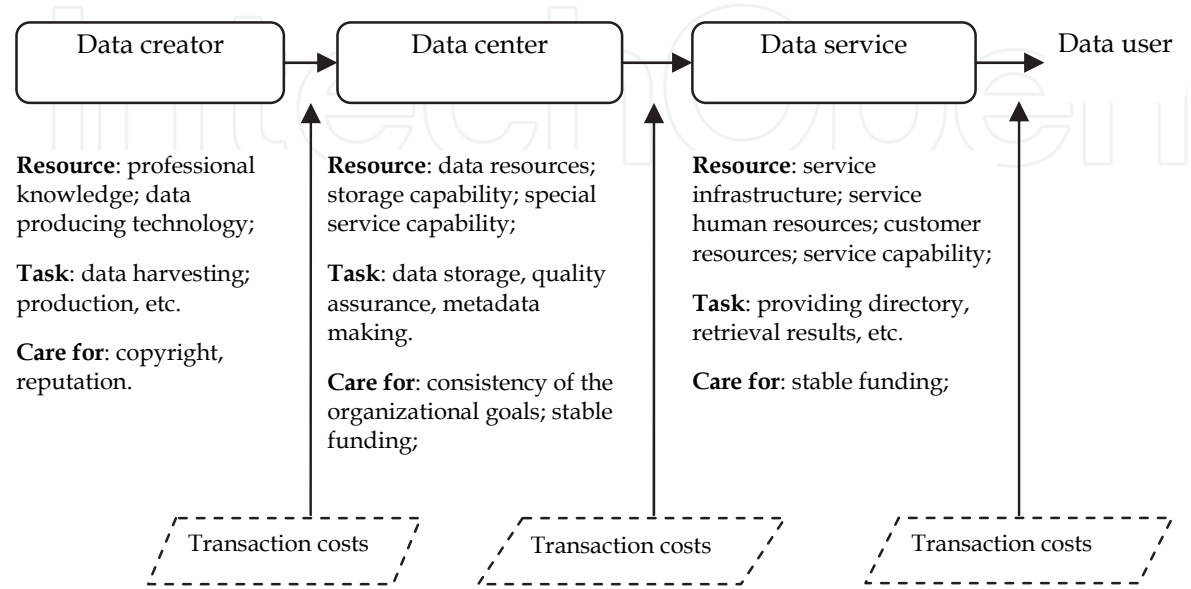 Data creator
Data center
Data service
Data user
IntechOpen
Resource: professional
knowledge; data
producing technology;
Task: data harvesting;
production, etc.
Care for: copyright,
reputation.
Resource: data resources;
storage capability; special
service capability;
Task: data storage, quality
assurance, metadata
making.
Care for: consistency of the
organizational goals; stable
funding;
Resource: service
infrastructure; service
human resources; customer
resources; service capability;
Task: providing directory,
retrieval results, etc.
Care for: stable funding;
Transaction costs
Transaction costs
Transaction costs